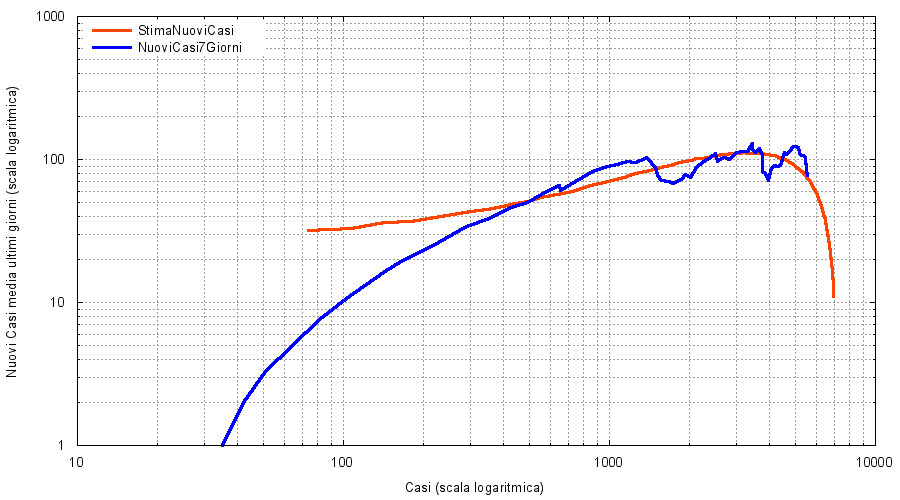 1000
StimaNuoviCasi
NuoviCasi7Giorni
100
10
1
Nuovi Casi media ultimi giorni (scala logaritmica)
10
100
1000
10000
Casi (scala logaritmica)